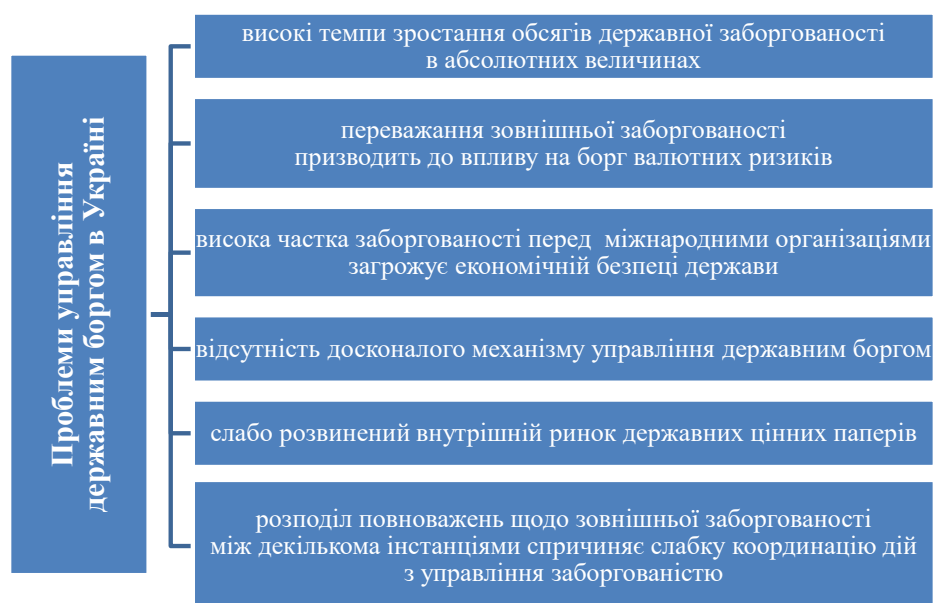 Проблеми управління
державним боргом в Україні
високі темпи зростання обсягів державної заборгованості
в абсолютних величинах
переважання зовнішньої заборгованості
призводить до впливу на борг валютних ризиків
висока частка заборгованості перед міжнародними організаціями
загрожує економічній безпеці держави
відсутність досконалого механізму управління державним боргом
слабо розвинений внутрішній ринок державних цінних паперів
розподіл повноважень щодо зовнішньої заборгованості
між декількома інстанціями спричиняє слабку координацію дій
з управління заборгованістю